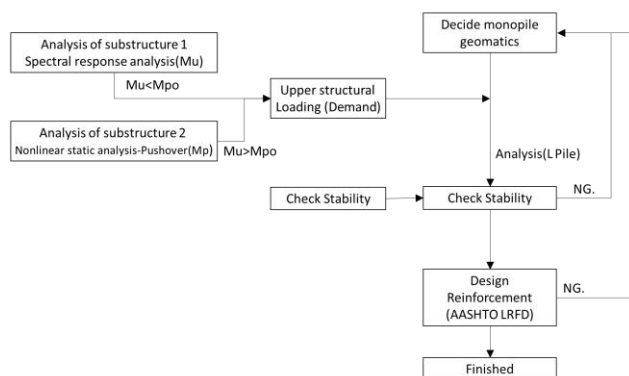 Analysis of substructure 1
Spectral response analysis(Mu)
Mu<Mpo
Analysis of substructure 2
Nonlinear static analysis-Pushover(Mp)
Mu>Mpo
Upper structural
Loading (Demand)
Decide monopile
geomatics
Analysis(L Pile)
Check Stability
Check Stability
NG.
Design
Reinforcement
(AASHTO LRFD)
NG.
Finished